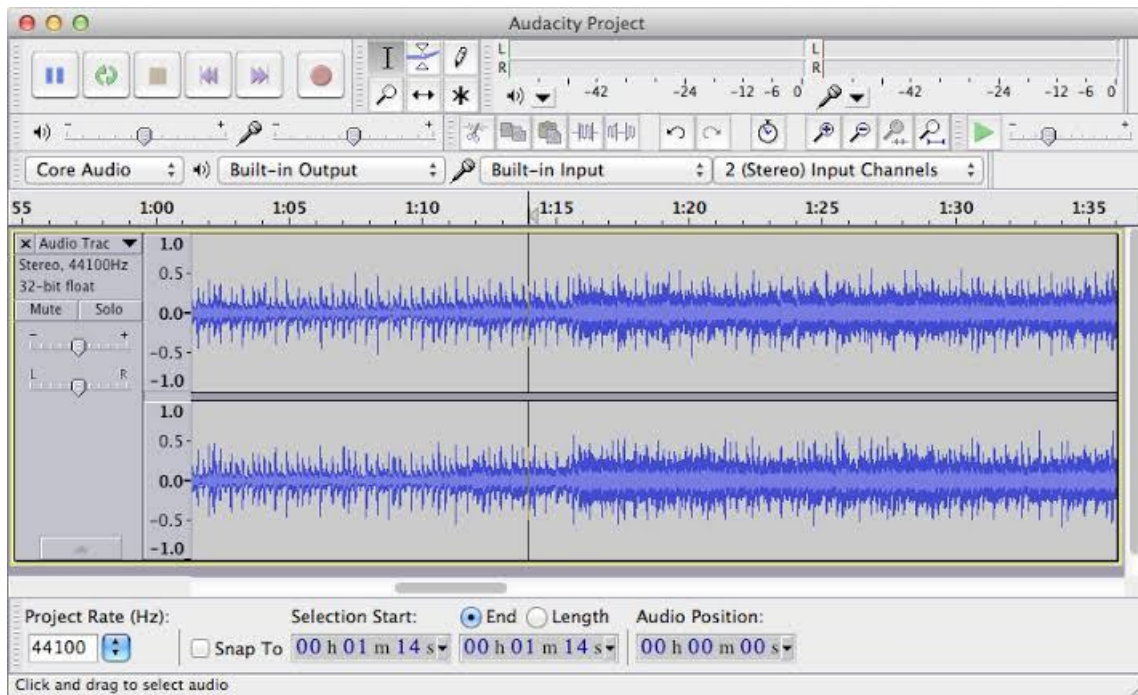 Audacity Project
L
R
-42 -24 -12 -6 0
L
R
-42 -24 -12 -6 0
Core Audio
Built-in Output
Built-in Input
2 (Stereo) Input Channels
55 1:00 1:05 1:10 1:15 1:20 1:25 1:30 1:35
× Audio Trac
Stereo, 44100Hz
32-bit float
Mute Solo
- +
L R
1.0
0.5-
0.0-
-0.5-
-1.0
1.0
0.5-
0.0-
-0.5-
-1.0
Project Rate (Hz): Selection Start: End Length Audio Position:
44100 Snap To 00 h 01 m 14 s 00 h 01 m 14 s 00 h 00 m 00 s
Click and drag to select audio